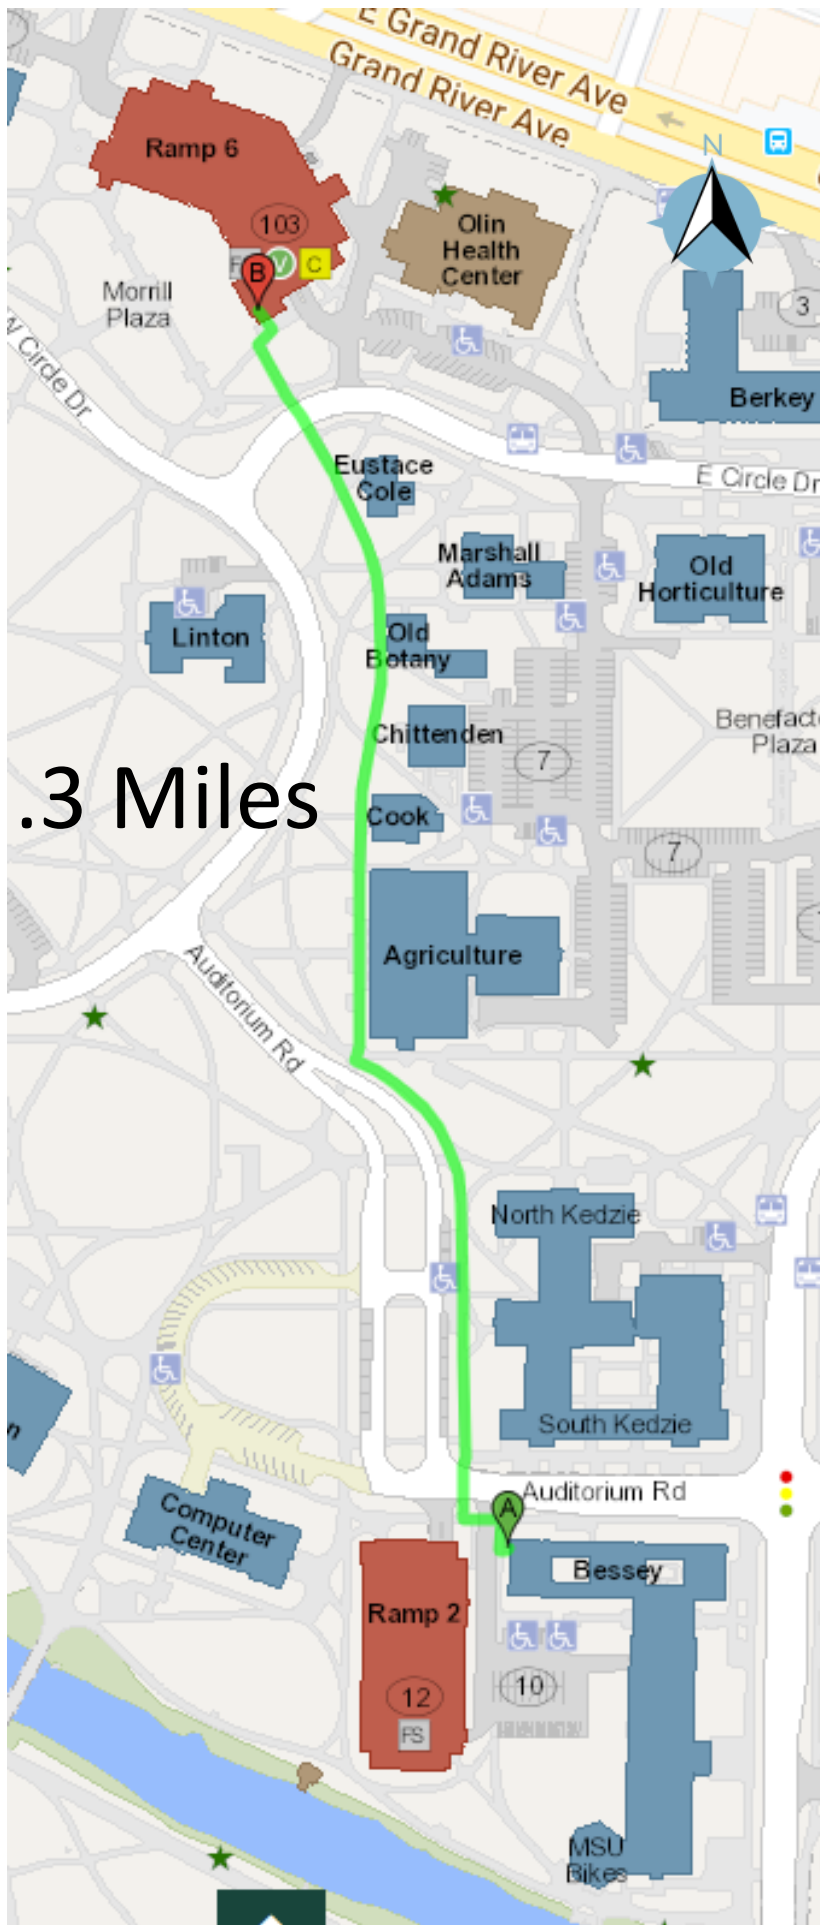 E Grand River Ave
Grand River Ave
N
Ramp 6
103
V
C
B
Olin
Health
Center
Morrill
Plaza
3
W Circle Dr
Berkey
Eustace
Cole
E Circle Dr
Marshall
Adams
Old
Horticulture
Linton
Old
Botany
Chittenden
Plaza
7
.3 Miles
Cook
7
Agriculture
Auditorium Rd
North Kedzie
South Kedzie
Auditorium Rd
A
Computer
Center
Bessey
Ramp 2
10
12
PS
MSU
Bikes